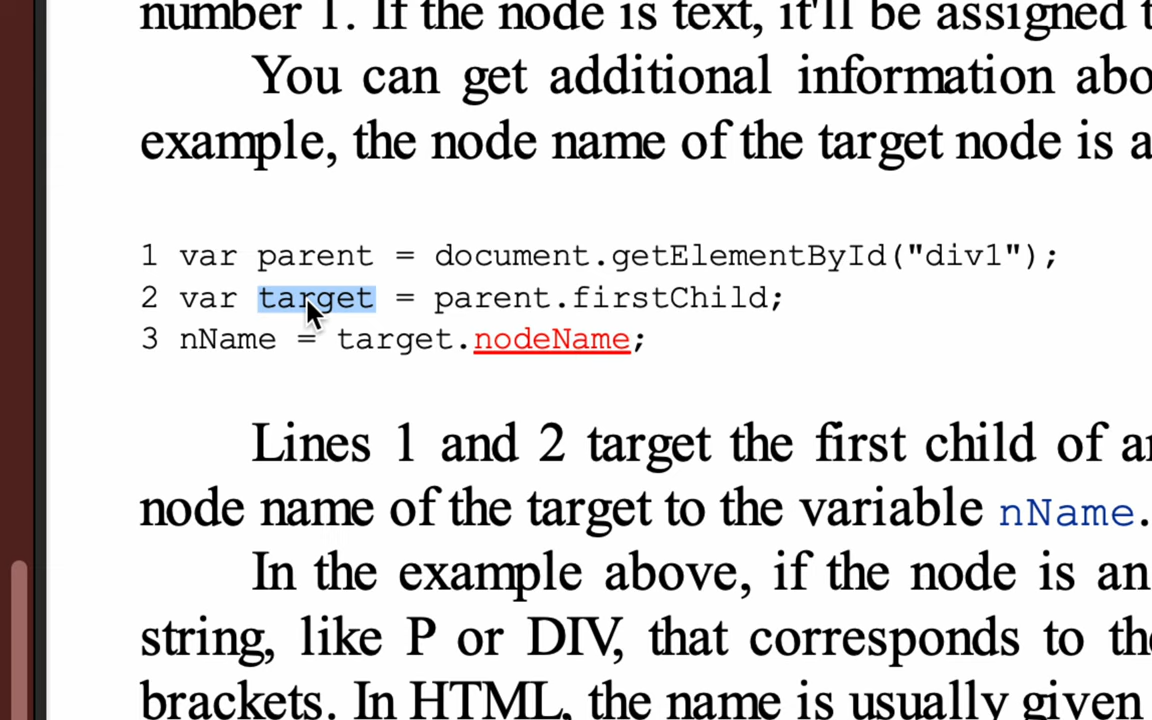 number 1. If the node is text, it'll be assigned
You can get additional information abo
example, the node name of the target node is a
1 var parent = document.getElementById("div1");
2 var target = parent.firstChild;
3 nName = target.nodeName;
Lines 1 and 2 target the first child of a
node name of the target to the variable nName.
In the example above, if the node is an
string, like P or DIV, that corresponds to the
brackets. In HTML, the name is usually given